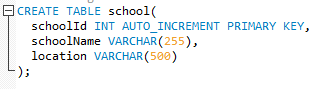 CREATE TABLE school(
schoolId INT AUTO_INCREMENT PRIMARY KEY,
schoolName VARCHAR(255),
location VARCHAR(500)
);